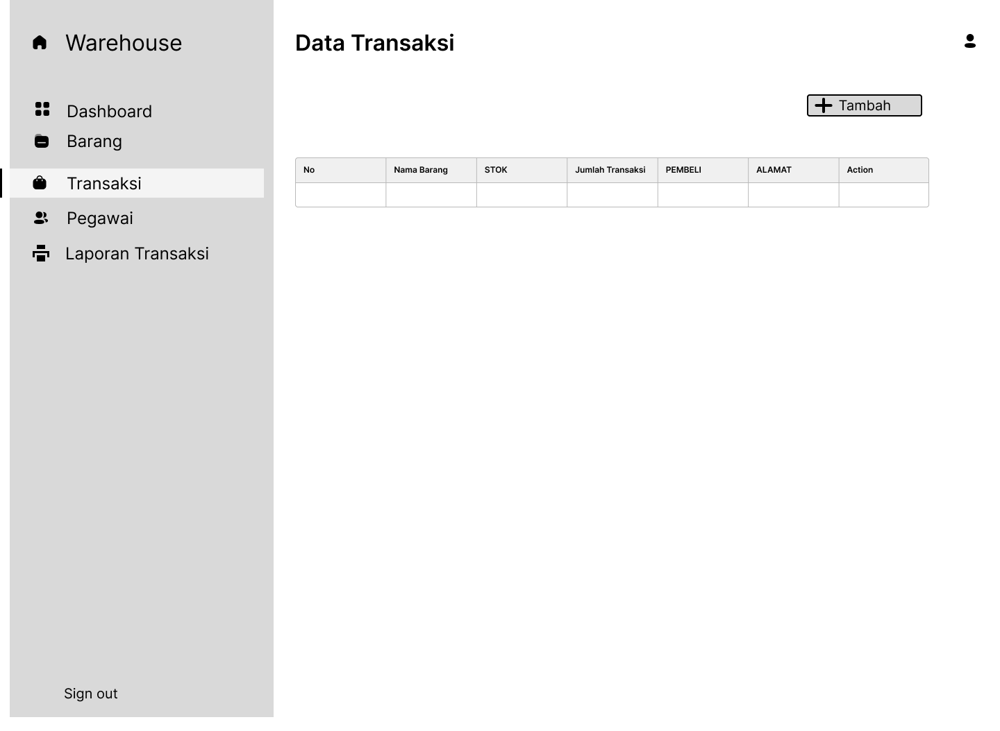 Warehouse
Dashboard
Barang
Transaksi
Pegawai
Laporan Transaksi
Sign out
Data Transaksi
Tambah
No Nama Barang STOK Jumlah Transaksi PEMBELI ALAMAT Action